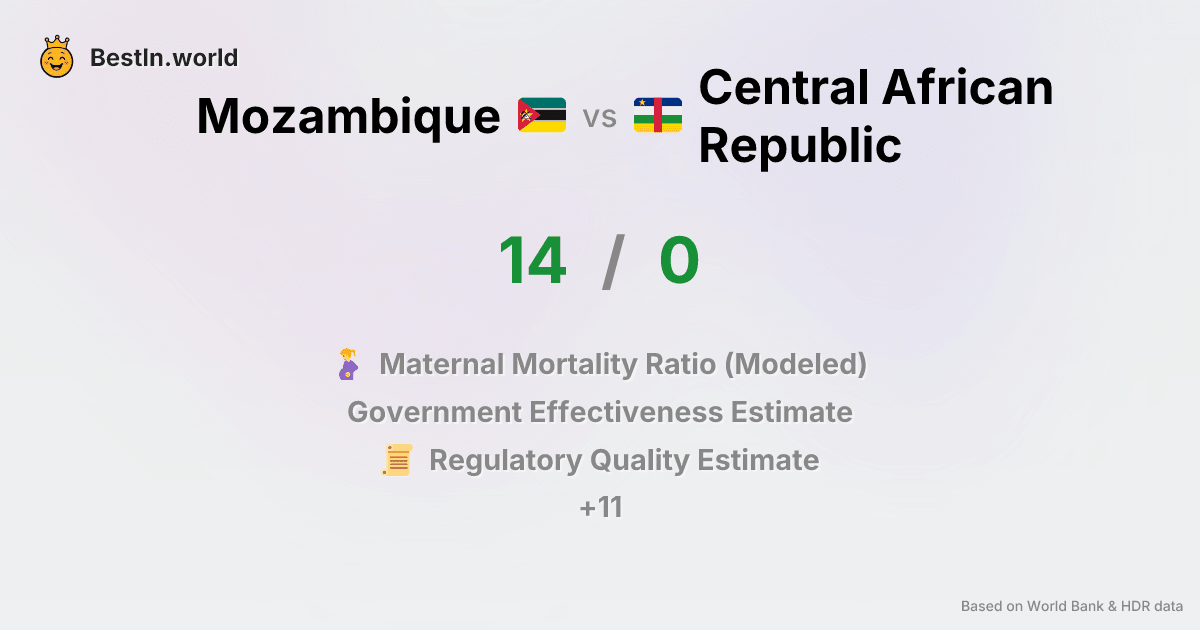 BestIn.world
Mozambique vs Central African
Republic
14 / 0
Maternal Mortality Ratio (Modeled)
Government Effectiveness Estimate
Regulatory Quality Estimate
+11
Based on World Bank & HDR data